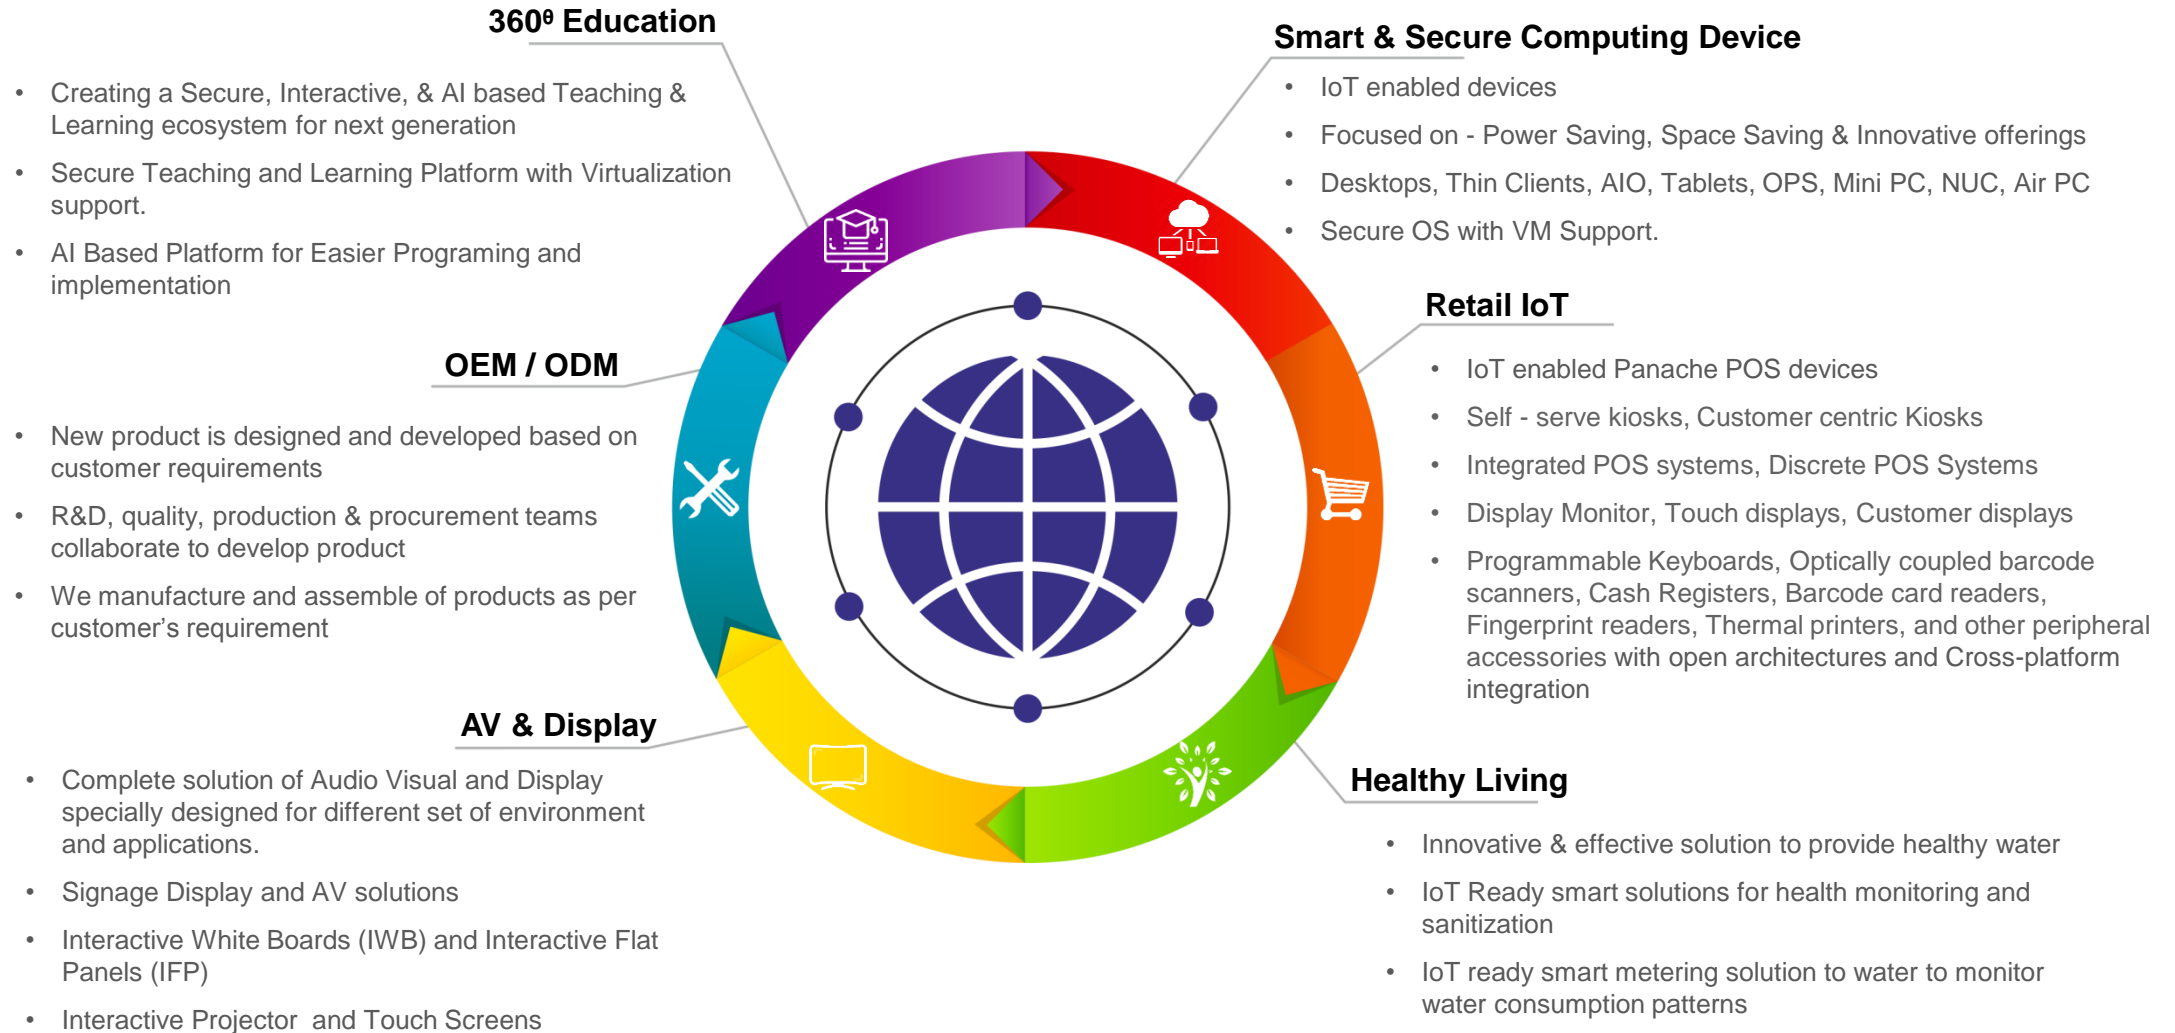 360⁰ Education
• Creating a Secure, Interactive, & AI based Teaching &
Learning ecosystem for next generation
• Secure Teaching and Learning Platform with Virtualization
support.
• AI Based Platform for Easier Programing and
implementation
OEM / ODM
• New product is designed and developed based on
customer requirements
• R&D, quality, production & procurement teams
collaborate to develop product
• We manufacture and assemble of products as per
customer’s requirement
AV & Display
• Complete solution of Audio Visual and Display
specially designed for different set of environment
and applications.
• Signage Display and AV solutions
• Interactive White Boards (IWB) and Interactive Flat
Panels (IFP)
• Interactive Projector and Touch Screens
Smart & Secure Computing Device
• IoT enabled devices
• Focused on - Power Saving, Space Saving & Innovative offerings
• Desktops, Thin Clients, AIO, Tablets, OPS, Mini PC, NUC, Air PC
• Secure OS with VM Support.
Retail IoT
• IoT enabled Panache POS devices
• Self - serve kiosks, Customer centric Kiosks
• Integrated POS systems, Discrete POS Systems
• Display Monitor, Touch displays, Customer displays
• Programmable Keyboards, Optically coupled barcode
scanners, Cash Registers, Barcode card readers,
Fingerprint readers, Thermal printers, and other peripheral
accessories with open architectures and Cross-platform
integration
Healthy Living
• Innovative & effective solution to provide healthy water
• IoT Ready smart solutions for health monitoring and
sanitization
• IoT ready smart metering solution to water to monitor
water consumption patterns